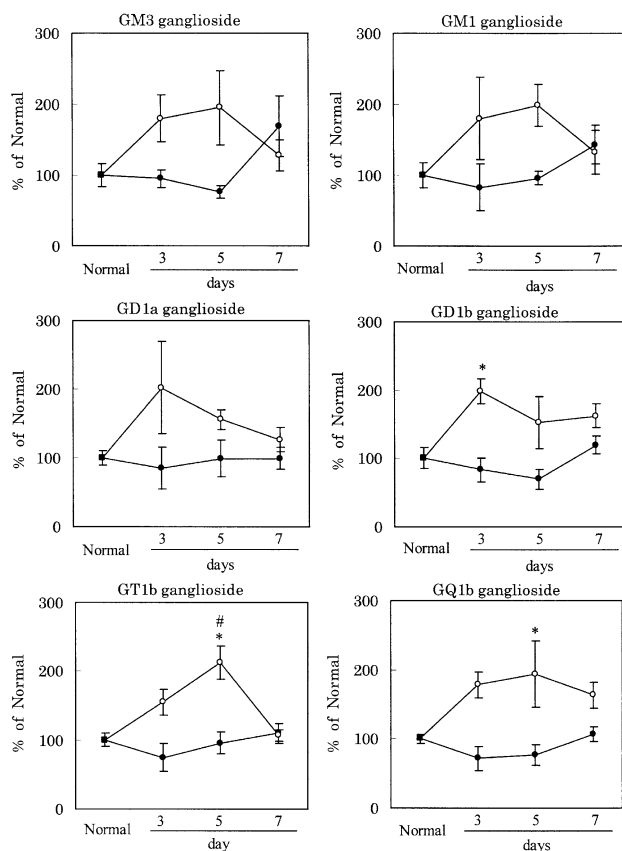 GM3 ganglioside
300
200
100
0
% of Normal
Normal
3
5
7
days
GM1 ganglioside
300
200
100
0
% of Normal
Normal
3
5
7
days
GD1a ganglioside
300
200
100
0
% of Normal
Normal
3
5
7
days
GD1b ganglioside
300
200
100
0
% of Normal
*
Normal
3
5
7
days
GT1b ganglioside
300
200
100
0
% of Normal
#
*
Normal
3
5
7
day
GQ1b ganglioside
300
200
100
0
% of Normal
*
Normal
3
5
7
day